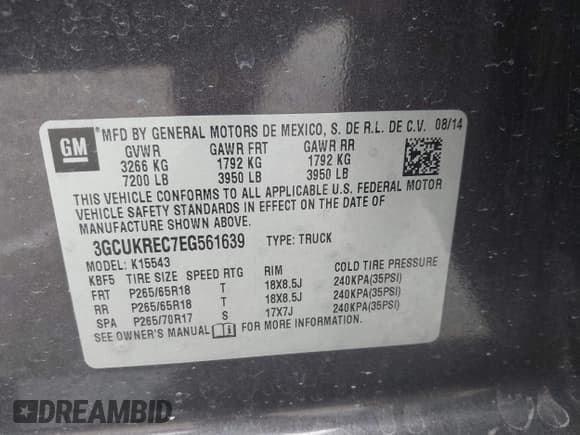 GM
*MFD BY GENERAL MOTORS DE MEXICO, S. DE R.L. DE C.V. 08/14
GVWR GAWR FRT GAWR RR
3266 KG 1792 KG 1792 KG
7200 LB 3950 LB 3950 LB
THIS VEHICLE CONFORMS TO ALL APPLICABLE U.S. FEDERAL MOTOR
VEHICLE SAFETY STANDARDS IN EFFECT ON THE DATE OF
MANUFACTURE SHOWN ABOVE.
3GCUKREC7EG561639 TYPE: TRUCK
MODEL: K15543
KBF5 TIRE SIZE SPEED RTG RIM COLD TIRE PRESSURE
FRT P265/65R18 T 18X8.5J 240KPA(35PSI)
RR P265/65R18 T 18X8.5J 240KPA(35PSI)
SPA P265/70R17 S 17X7J 240KPA(35PSI)
SEE OWNER'S MANUAL FOR MORE INFORMATION.
DREAMBID